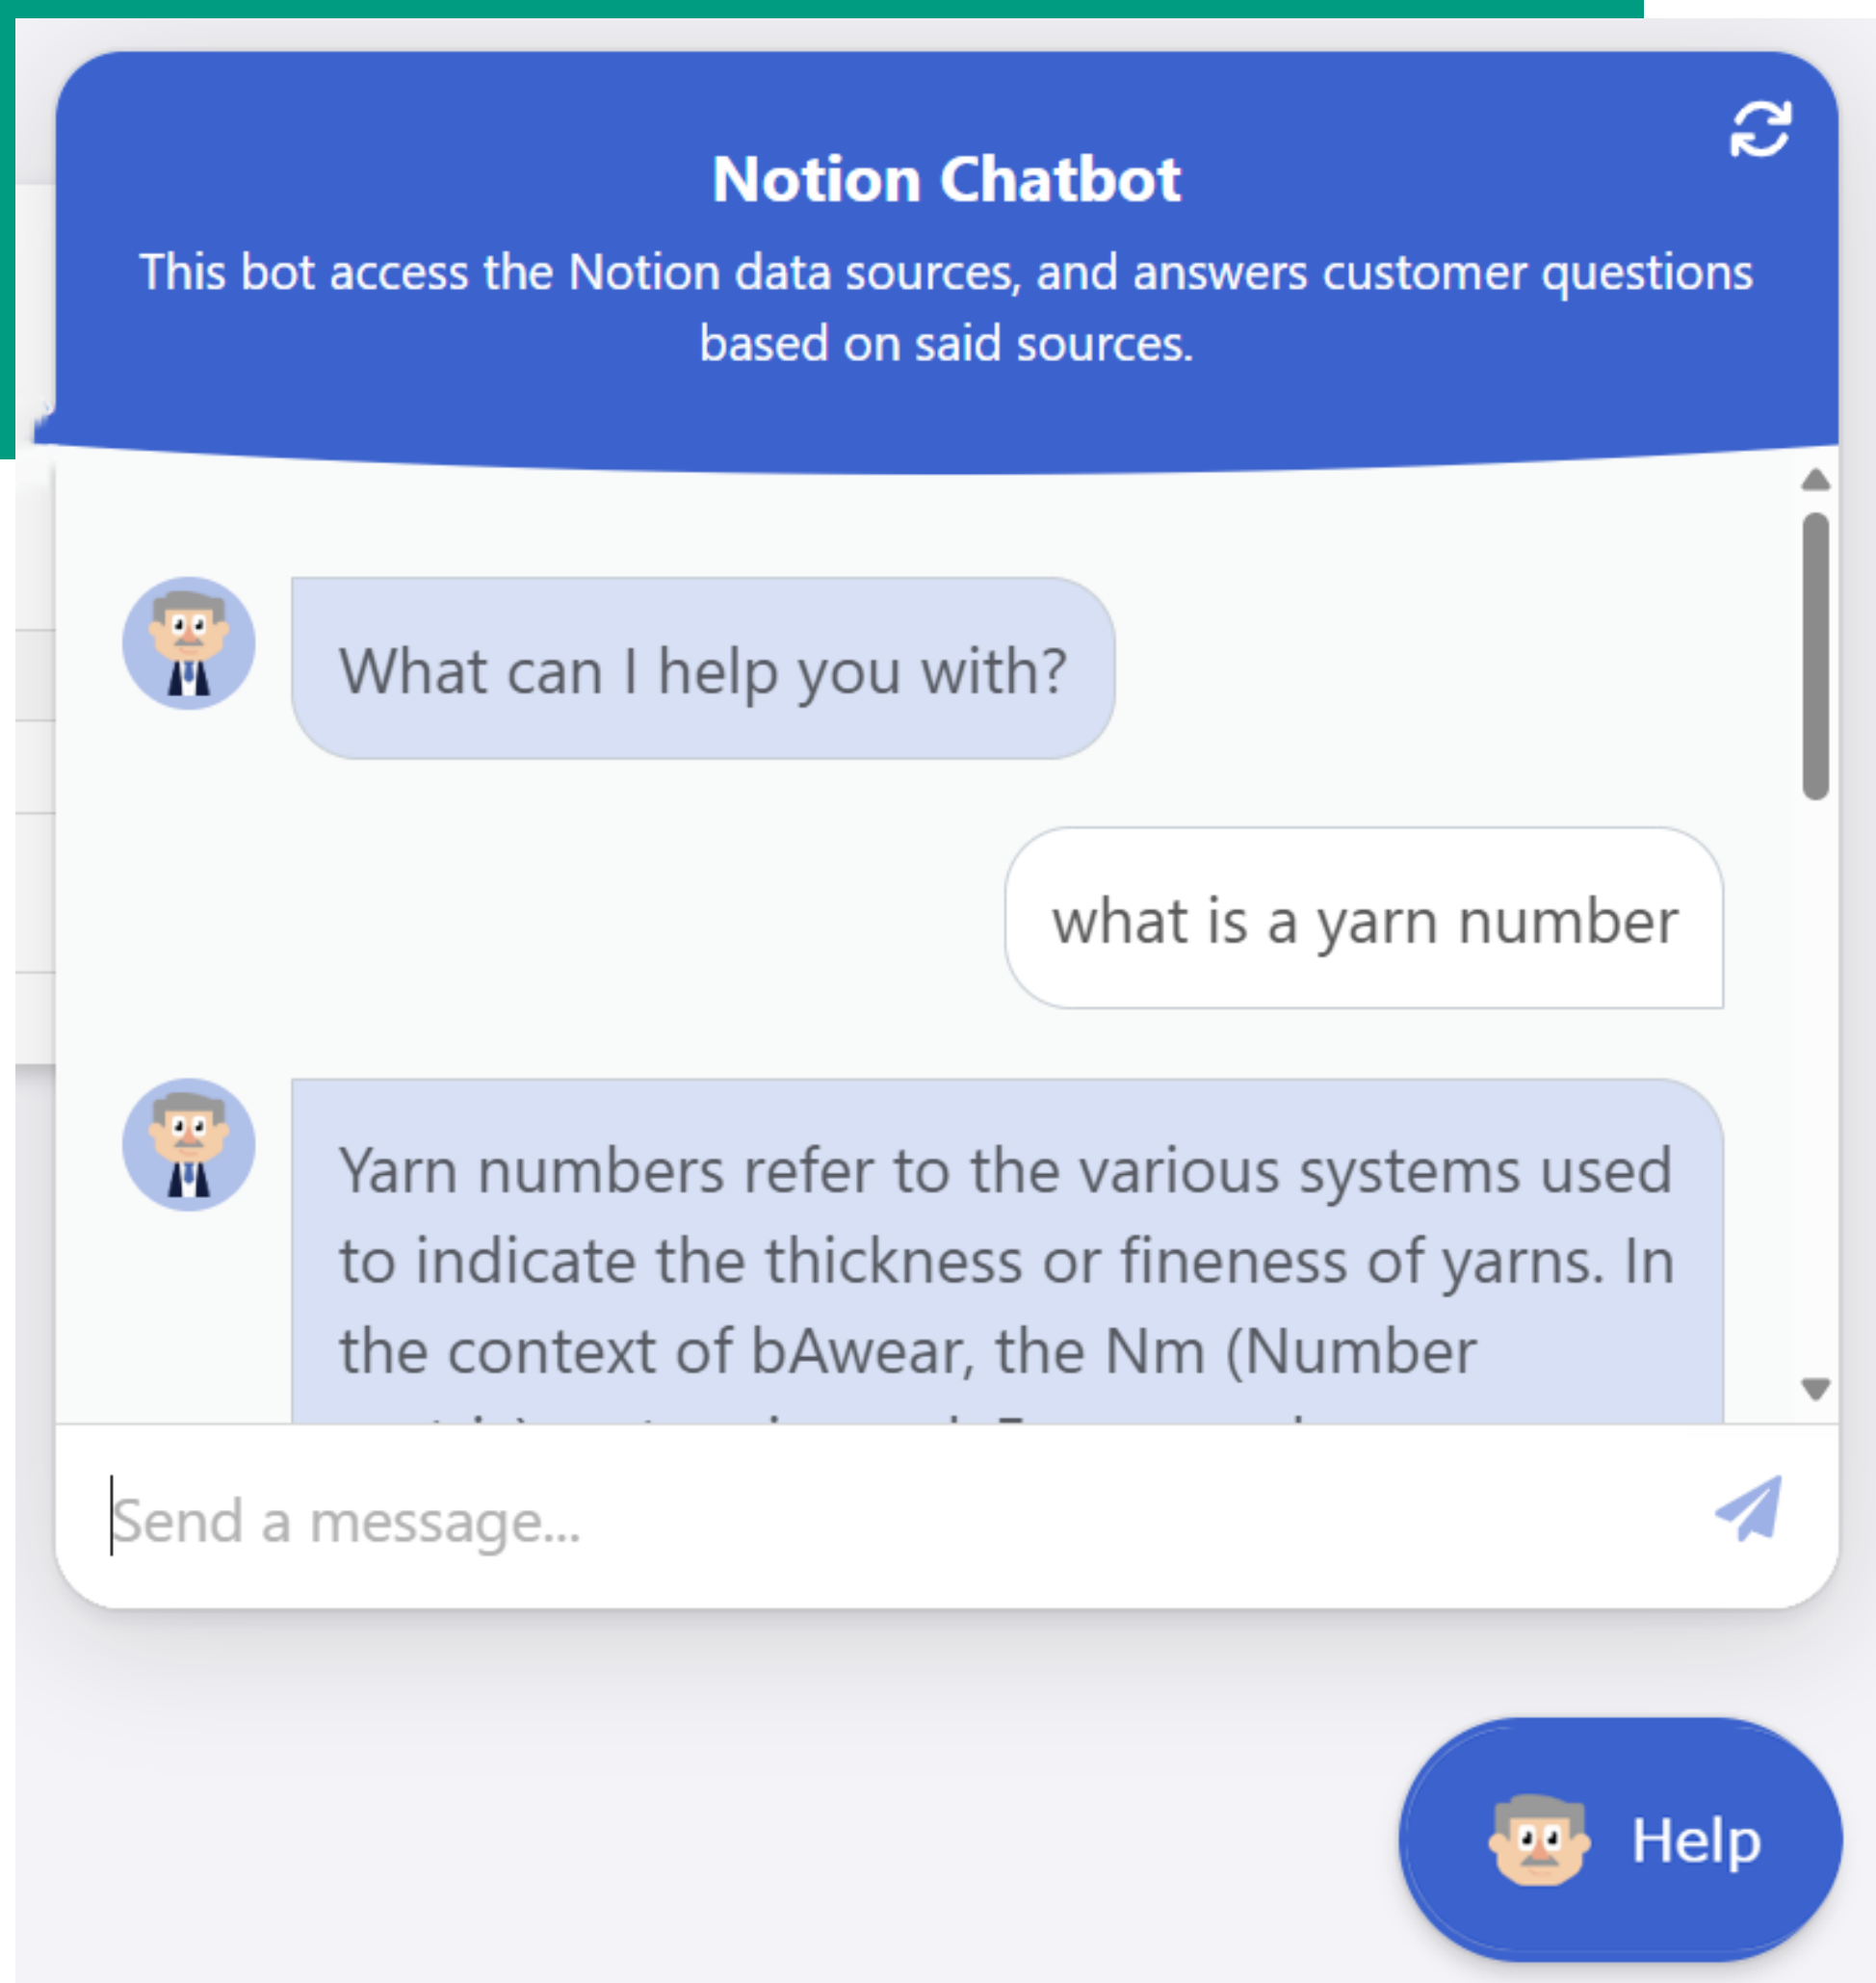 Notion Chatbot
This bot access the Notion data sources, and answers customer questions
based on said sources.
What can I help you with?
what is a yarn number
Yarn numbers refer to the various systems used
to indicate the thickness or fineness of yarns. In
the context of bAwear, the Nm (Number
Send a message...
Help